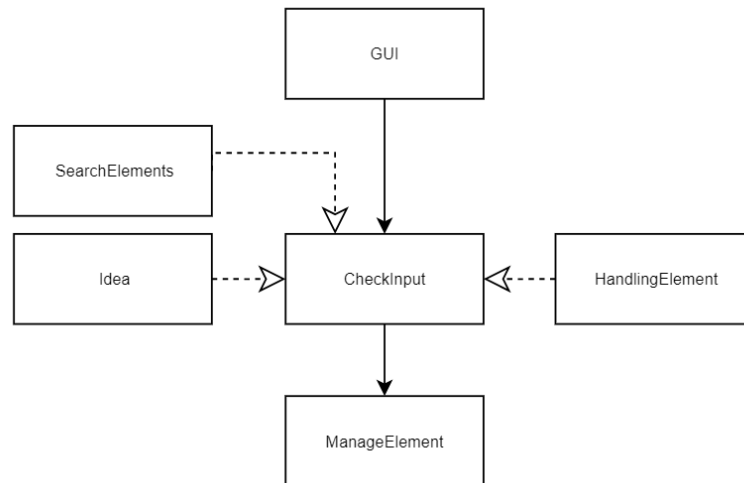 GUI
SearchElements
Idea
CheckInput
HandlingElement
ManageElement